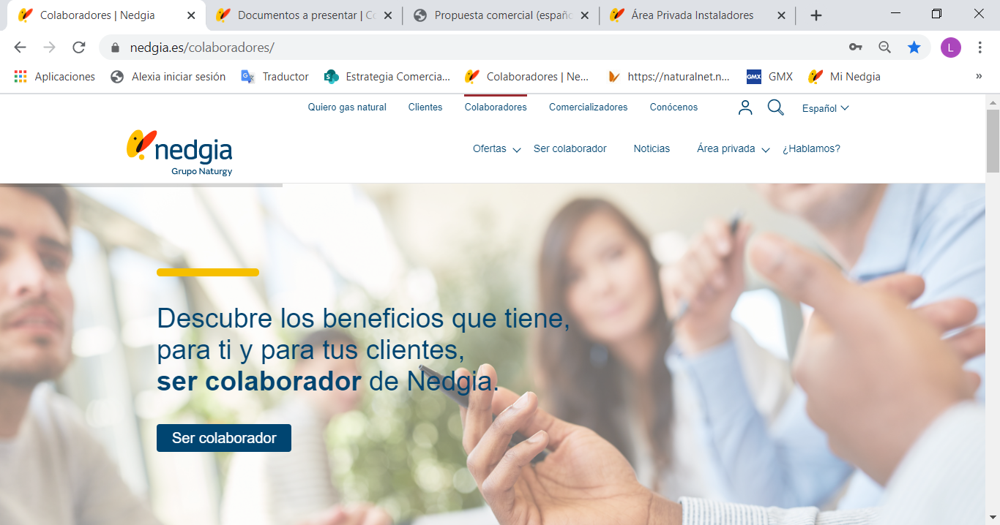 Colaboradores | Nedgia
Documentos a presentar | Co
Propuesta comercial (españo
Área Privada Instaladores
nedgia.es/colaboradores/
L
Aplicaciones
Alexia iniciar sesión
Traductor
Estrategia Comercia...
Colaboradores | Ne...
https://naturalnet.n...
GMX
GMX
Mi Nedgia
»
Quiero gas natural
Clientes
Colaboradores
Comercializadores
Conócenos
Español
nedgia
Grupo Naturgy
Ofertas
Ser colaborador
Noticias
Área privada
¿Hablamos?
Descubre los beneficios que tiene,
para ti y para tus clientes,
ser colaborador de Nedgia.
Ser colaborador